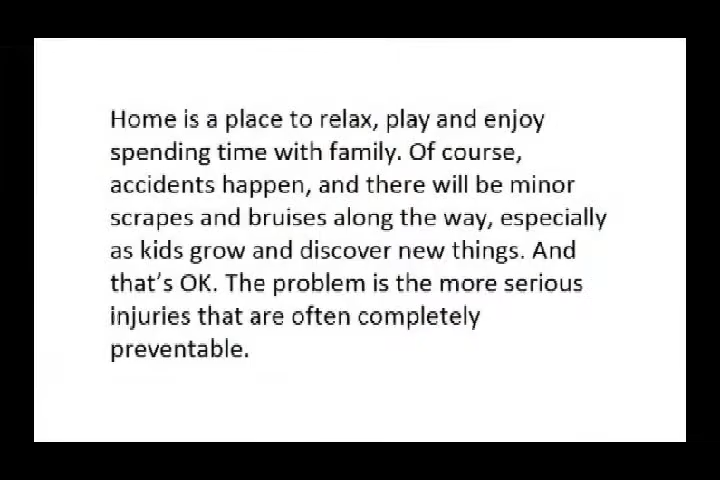 Home is a place to relax, play and enjoy
spending time with family. Of course,
accidents happen, and there will be minor
scrapes and bruises along the way, especially
as kids grow and discover new things. And
that’s OK. The problem is the more serious
injuries that are often completely
preventable.